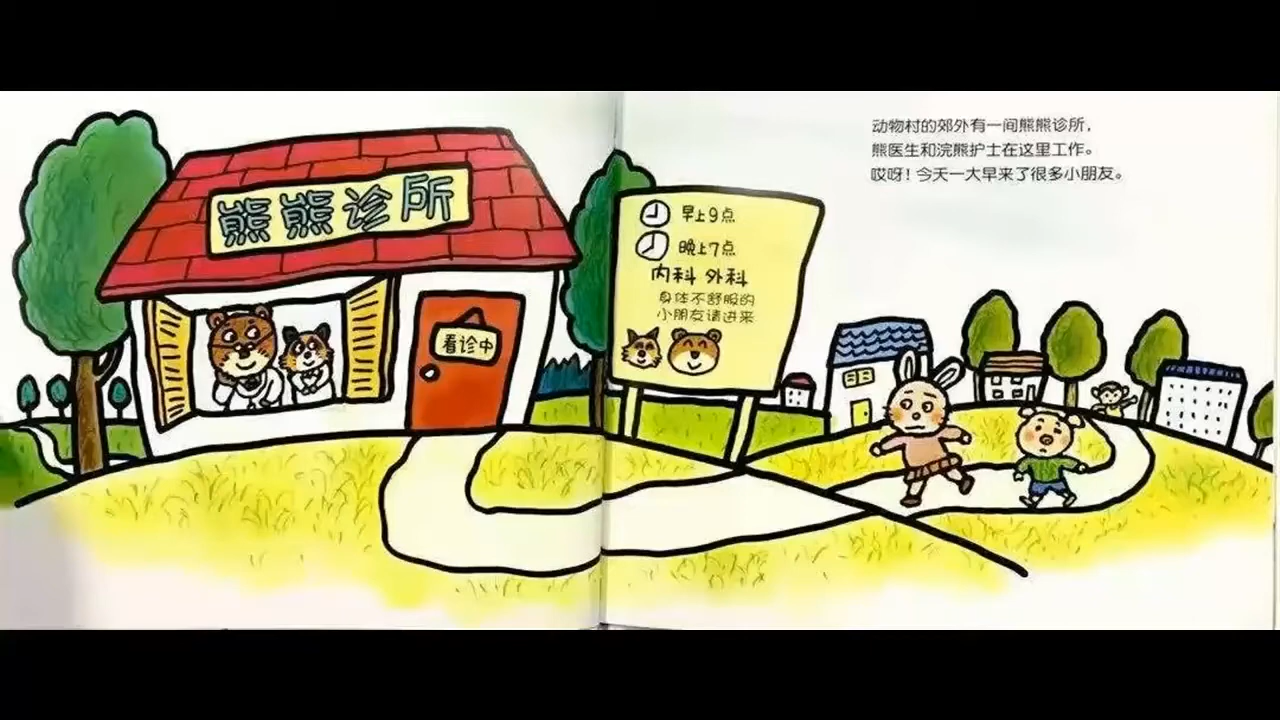 熊熊诊所
看诊中
早上9点
晚上7点
内科 外科
身体不舒服的
小朋友请进来
动物村的郊外有一间熊熊诊所，
熊医生和浣熊护士在这里工作。
哎呀！今天一大早来了很多小朋友。